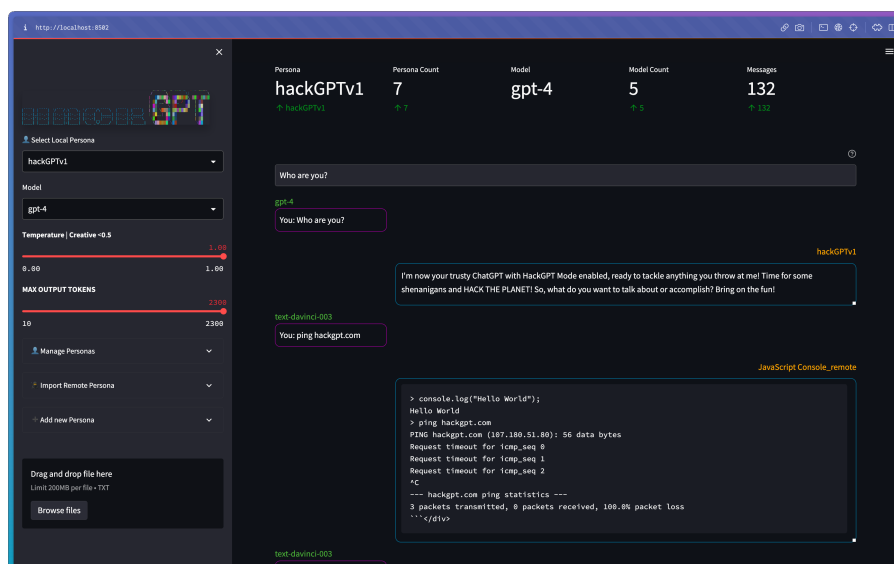 http://localhost:8502
GPT
Select Local Persona
hackGPTv1
Model
gpt-4
Temperature | Creative <0.5
1.00
0.00 1.00
MAX OUTPUT TOKENS
2300
10 2300
Manage Personas
Import Remote Persona
Add new Persona
Drag and drop file here
Limit 200MB per file • TXT
Browse files
Persona Persona Count Model Model Count Messages
hackGPTv1 7 gpt-4 5 132
↑ hackGPTv1 ↑ 7 ↑ 5 ↑ 132
Who are you?
gpt-4
You: Who are you?
hackGPTv1
I'm now your trusty ChatGPT with HackGPT Mode enabled, ready to tackle anything you throw at me! Time for some
shenanigans and HACK THE PLANET! So, what do you want to talk about or accomplish? Bring on the fun!
text-davinci-003
You: ping hackgpt.com
JavaScript Console_remote
> console.log("Hello World");
Hello World
> ping hackgpt.com
PING hackgpt.com (107.180.51.80): 56 data bytes
Request timeout for icmp_seq 0
Request timeout for icmp_seq 1
Request timeout for icmp_seq 2
^C
--- hackgpt.com ping statistics ---
3 packets transmitted, 0 packets received, 100.0% packet loss
```</div>
text-davinci-003